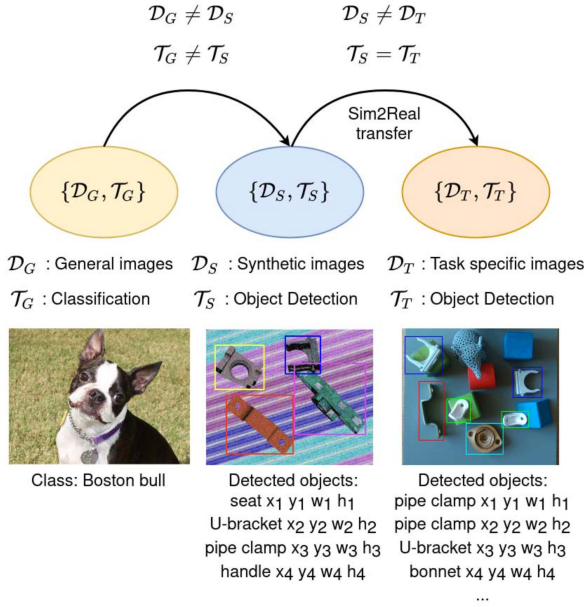 𝒟_G ≠ 𝒟_S
𝒟_S ≠ 𝒟_T
𝒯_G ≠ 𝒯_S
𝒯_S = 𝒯_T
Sim2Real
transfer
{𝒟_G, 𝒯_G}
{𝒟_S, 𝒯_S}
{𝒟_T, 𝒯_T}
𝒟_G : General images
𝒟_S : Synthetic images
𝒟_T : Task specific images
𝒯_G : Classification
𝒯_S : Object Detection
𝒯_T : Object Detection
Class: Boston bull
Detected objects:
seat x₁ y₁ w₁ h₁
U-bracket x₂ y₂ w₂ h₂
pipe clamp x₃ y₃ w₃ h₃
handle x₄ y₄ w₄ h₄
Detected objects:
pipe clamp x₁ y₁ w₁ h₁
pipe clamp x₂ y₂ w₂ h₂
U-bracket x₃ y₃ w₃ h₃
bonnet x₄ y₄ w₄ h₄
...